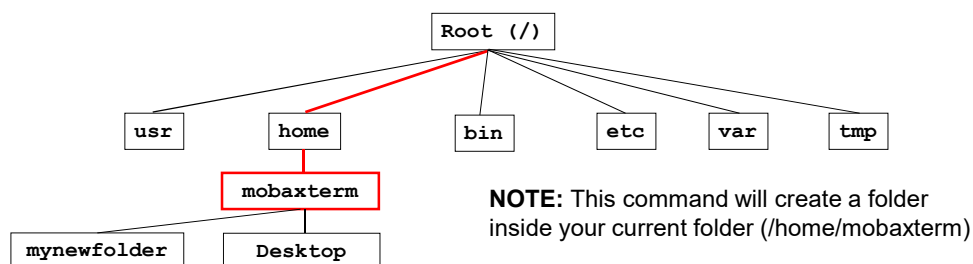 Root (/)
usr home bin etc var tmp
mobaxterm
NOTE: This command will create a folder
inside your current folder (/home/mobaxterm)
mynewfolder Desktop